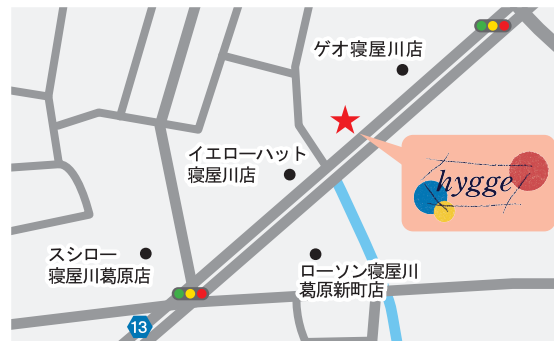 ゲオ寝屋川店
イエローハット
寝屋川店
hygge
スシロー
寝屋川葛原店
ローソン寝屋川
葛原新町店
13